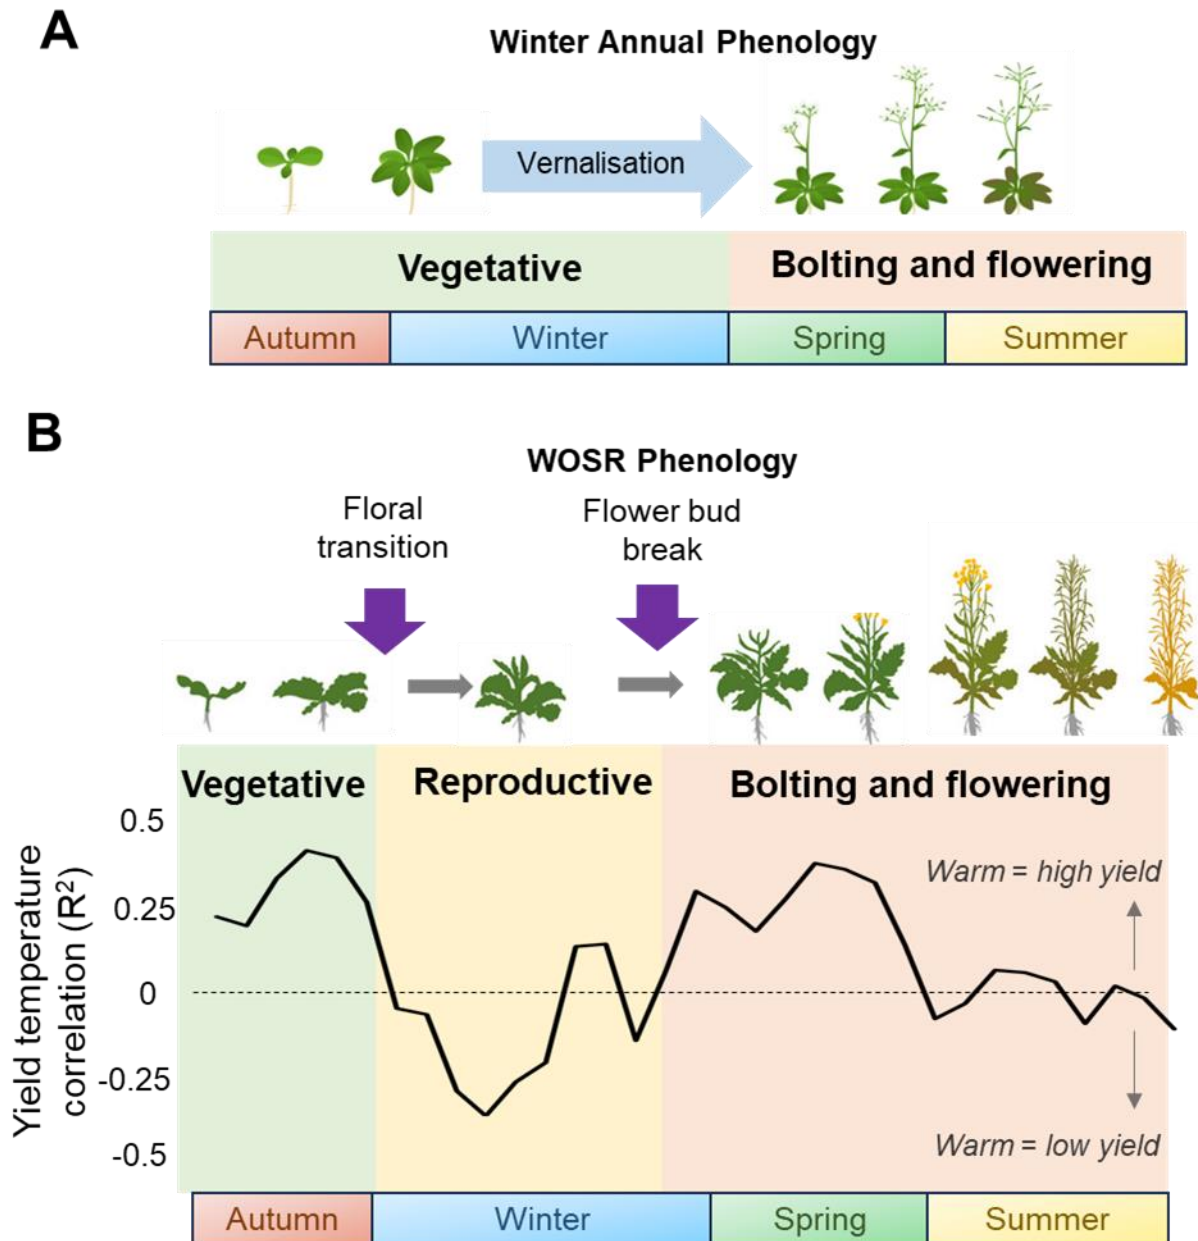 A
Winter Annual Phenology
Vernalisation
Vegetative
Bolting and flowering
Autumn
Winter
Spring
Summer
B
WOSR Phenology
Floral
transition
Flower bud
break
Vegetative
Reproductive
Bolting and flowering
Yield temperature
correlation (R²)
0.5
0.25
0
-0.25
-0.5
Warm = high yield
Warm = low yield
Autumn
Winter
Spring
Summer